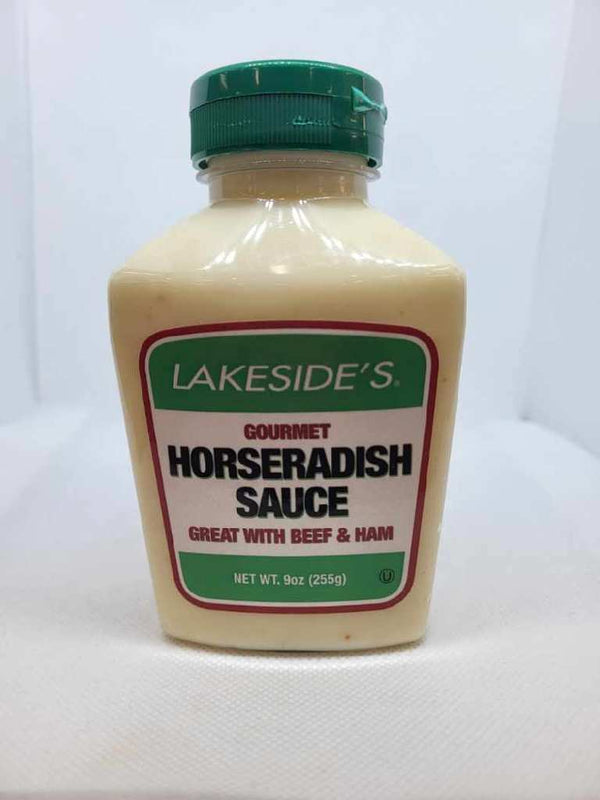 LAKESIDE'S®
GOURMET
HORSERADISH
SAUCE
GREAT WITH BEEF & HAM
NET WT. 9oz (255g)
U